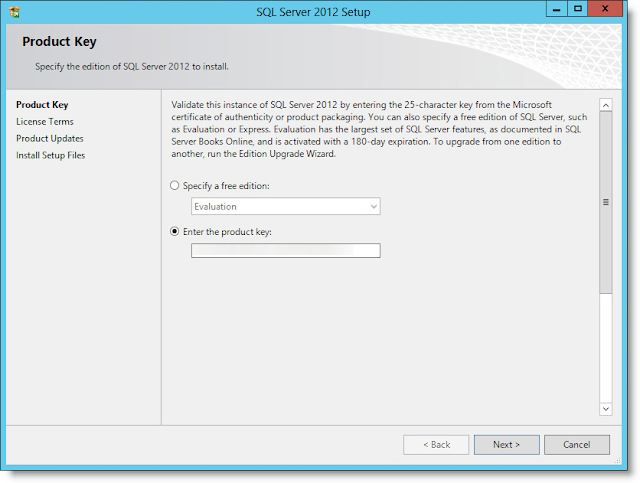 SQL Server 2012 Setup
Product Key
Specify the edition of SQL Server 2012 to install.
Product Key
License Terms
Product Updates
Install Setup Files
Validate this instance of SQL Server 2012 by entering the 25-character key from the Microsoft
certificate of authenticity or product packaging. You can also specify a free edition of SQL Server, such
as Evaluation or Express. Evaluation has the largest set of SQL Server features, as documented in SQL
Server Books Online, and is activated with a 180-day expiration. To upgrade from one edition to
another, run the Edition Upgrade Wizard.
Specify a free edition:
Evaluation
Enter the product key:
< Back
Next >
Cancel